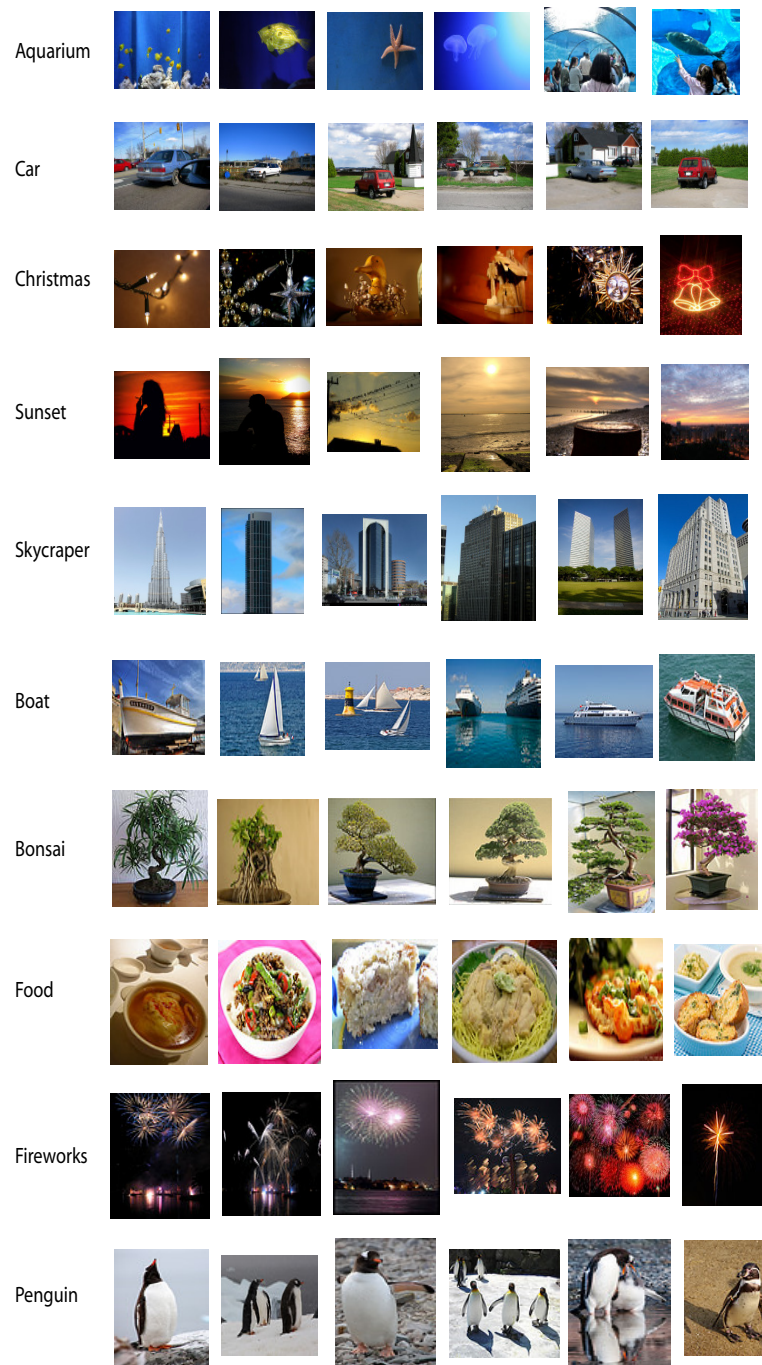 Aquarium
Car
Christmas
Sunset
Skycraper
Boat
Bonsai
Food
Fireworks
Penguin